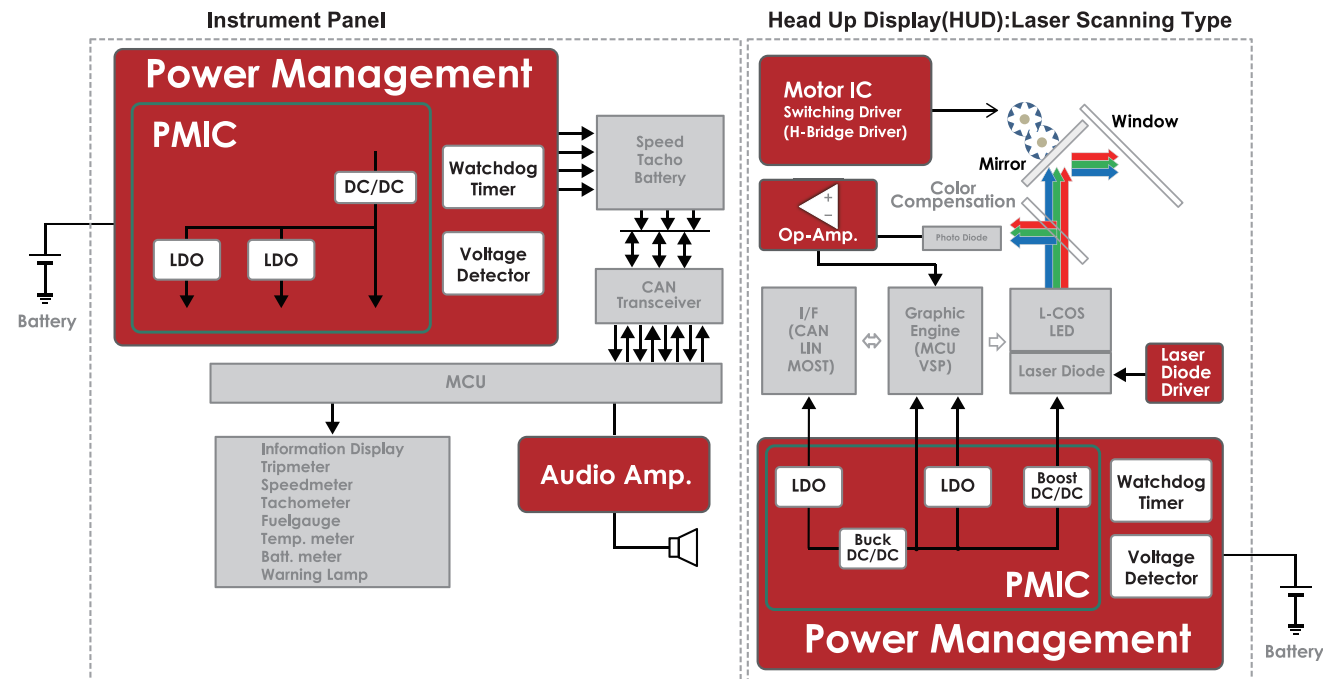 Instrument Panel
Power Management
PMIC
DC/DC
LDO
LDO
Watchdog
Timer
Voltage
Detector
Battery
Speed
Tacho
Battery
CAN
Transceiver
MCU
Information Display
Tripmeter
Speedmeter
Tachometer
Fuelgauge
Temp. meter
Batt. meter
Warning Lamp
Audio Amp.
Head Up Display(HUD):Laser Scanning Type
Motor IC
Switching Driver
(H-Bridge Driver)
Window
Mirror
Color
Compensation
+
−
Op-Amp.
Photo Diode
I/F
(CAN
LIN
MOST)
Graphic
Engine
(MCU
VSP)
L-COS
LED
Laser Diode
Laser
Diode
Driver
LDO
LDO
Boost
DC/DC
Buck
DC/DC
PMIC
Watchdog
Timer
Voltage
Detector
Power Management
Battery